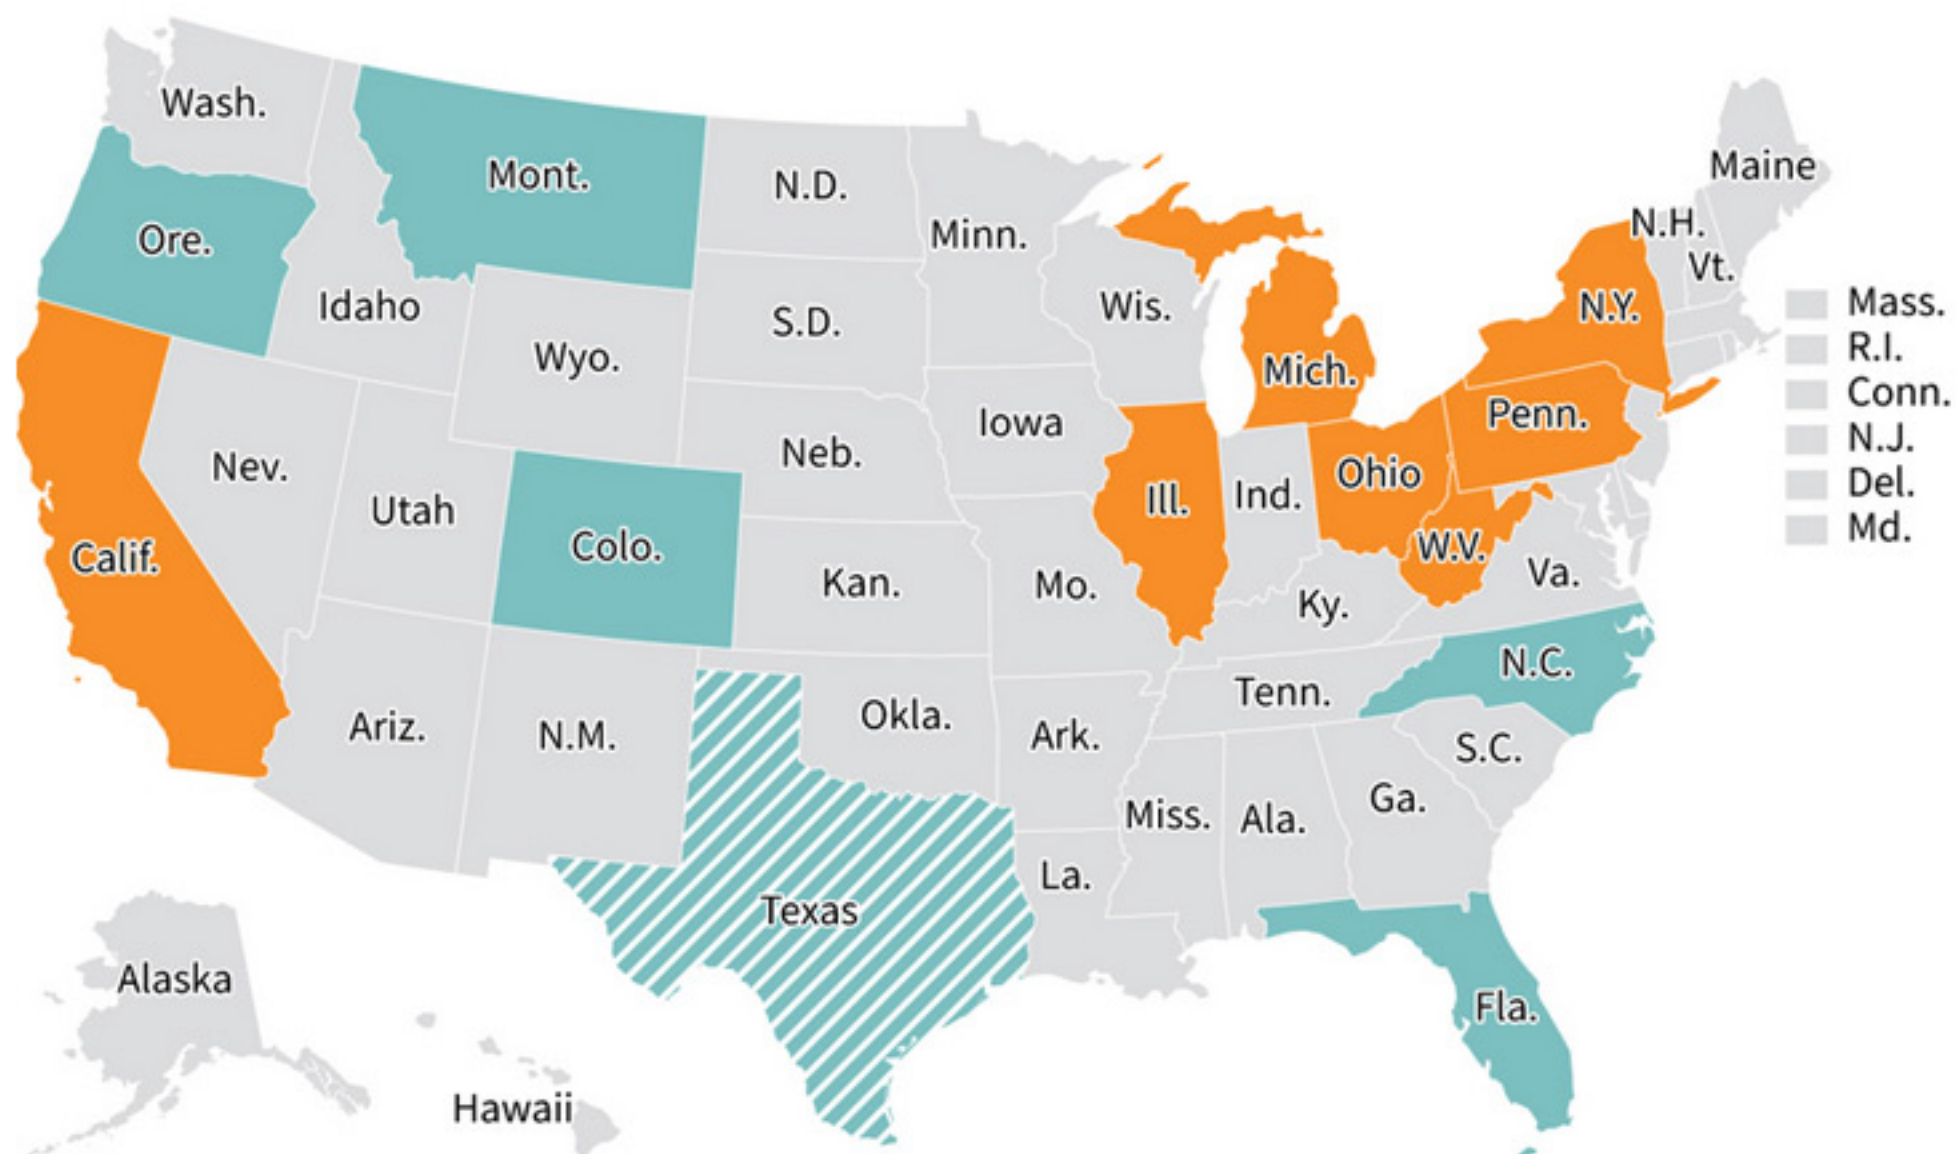 Wash.
Mont.
N.D.
Minn.
Maine
Ore.
Idaho
S.D.
Wis.
N.H.
Vt.
N.Y.
Mass.
R.I.
Conn.
N.J.
Del.
Md.
Wyo.
Mich.
Iowa
Penn.
Nev.
Utah
Neb.
Ill.
Ind.
Ohio
Calif.
Colo.
Kan.
Mo.
W.V.
Va.
Ky.
N.C.
Tenn.
Ariz.
N.M.
Okla.
Ark.
S.C.
Miss.
Ala.
Ga.
Texas
La.
Alaska
Fla.
Hawaii